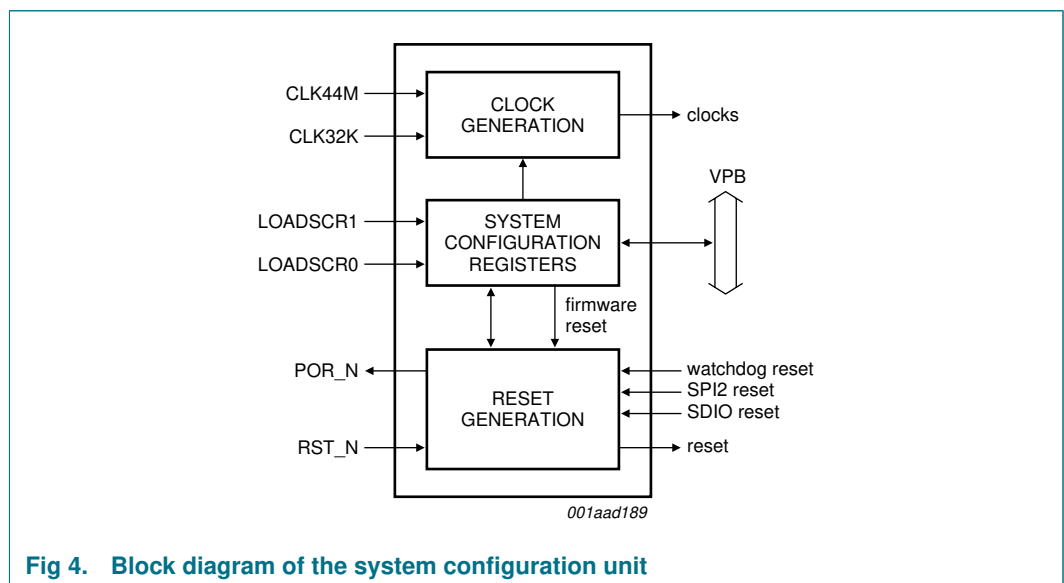 CLK44M
CLK32K
CLOCK
GENERATION
clocks
VPB
LOADSCR1
LOADSCR0
SYSTEM
CONFIGURATION
REGISTERS
firmware
reset
POR_N
RST_N
RESET
GENERATION
watchdog reset
SPI2 reset
SDIO reset
reset
001aad189
Fig 4. Block diagram of the system configuration unit